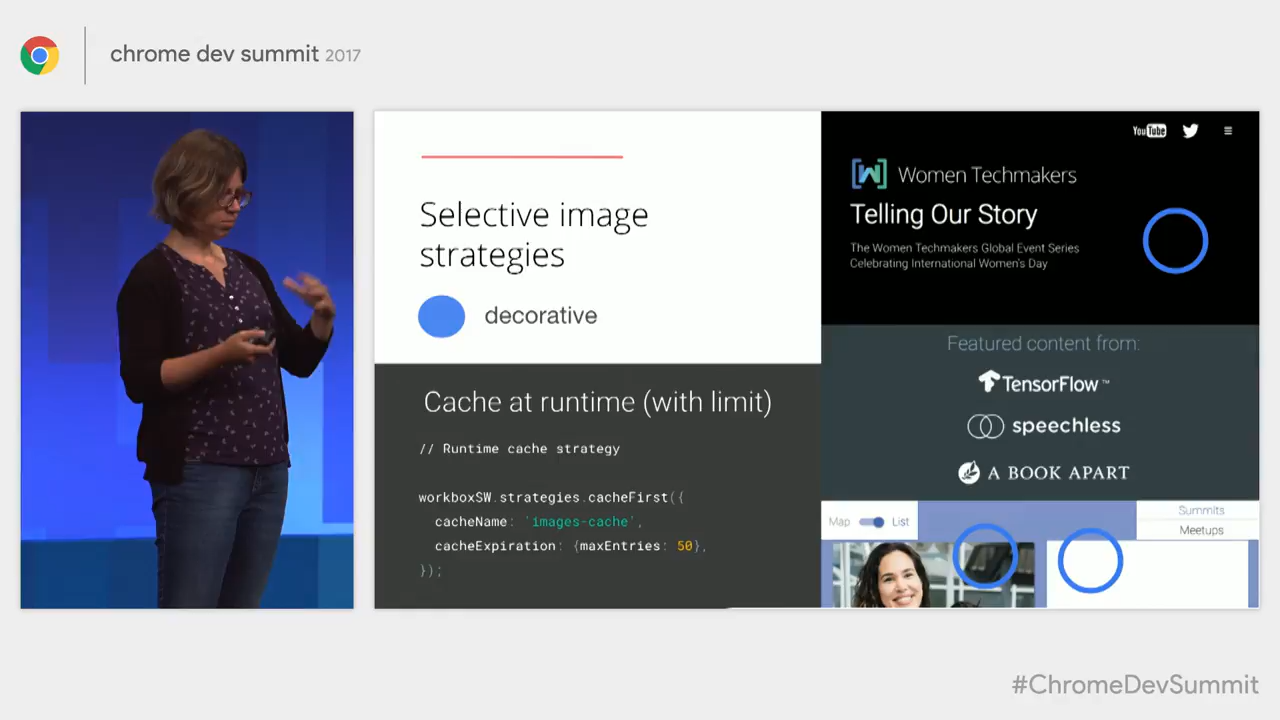 chrome dev summit 2017
Selective image
strategies
decorative
Cache at runtime (with limit)
// Runtime cache strategy
workboxSW.strategies.cacheFirst({
cacheName: 'images-cache',
cacheExpiration: {maxEntries: 50},
});
YouTube
Women Techmakers
Telling Our Story
The Women Techmakers Global Event Series
Celebrating International Women's Day
Featured content from:
TensorFlow™
speechless
A BOOK APART
Map List
Summits
Meetups
#ChromeDevSummit